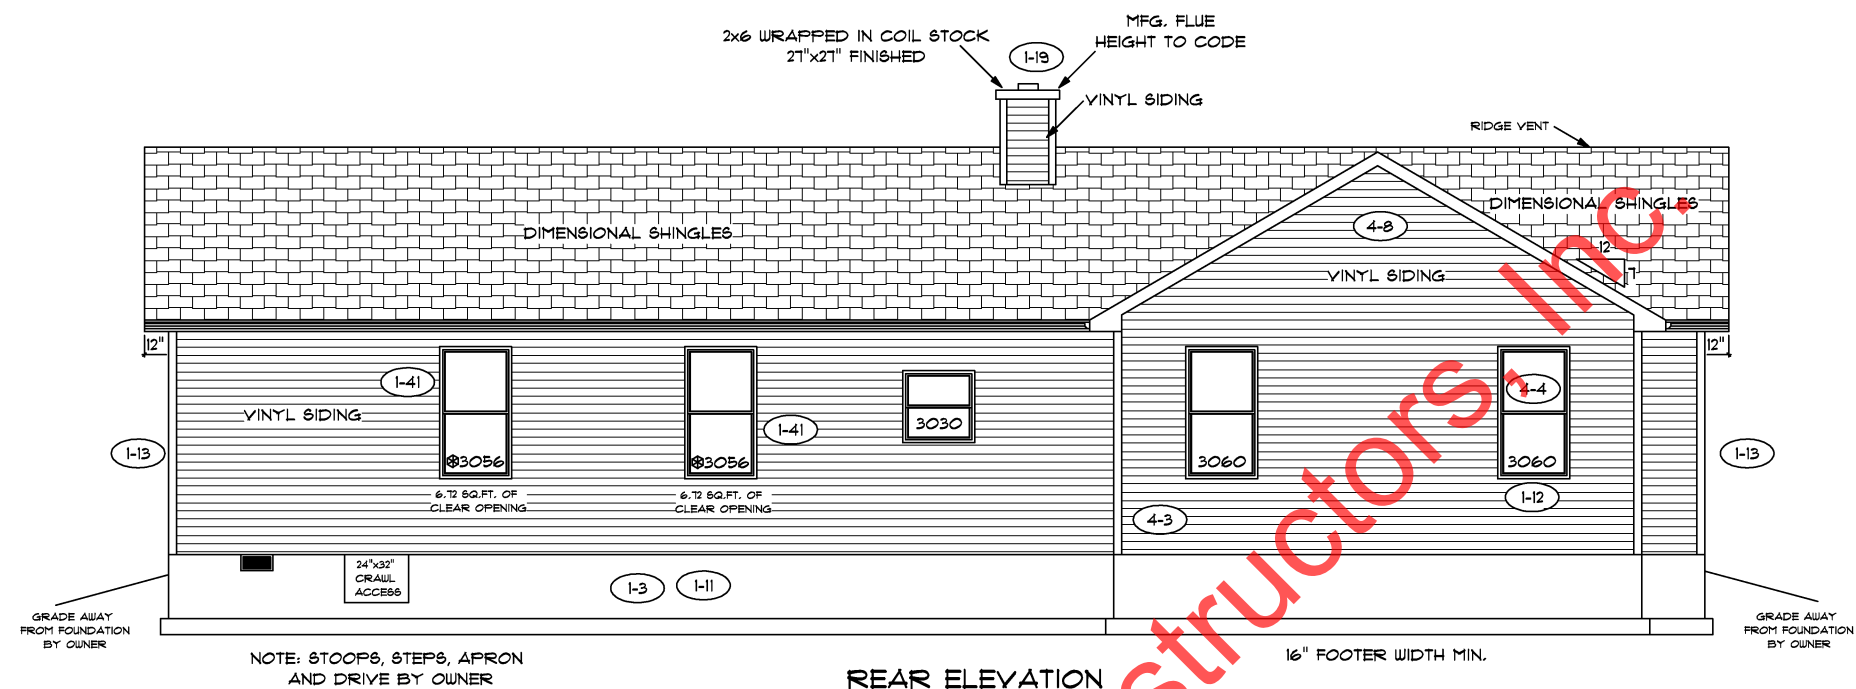 MFG. FLUE
HEIGHT TO CODE
2x6 WRAPPED IN COIL STOCK
27"x27" FINISHED
1-19
VINYL SIDING
RIDGE VENT
DIMENSIONAL SHINGLES
DIMENSIONAL SHINGLES
4-8
12
7
VINYL SIDING
12"
12"
1-41
4-4
VINYL SIDING
1-41
3030
1-13
1-13
✽3056
✽3056
3060
3060
6.72 SQ.FT. OF
CLEAR OPENING
6.72 SQ.FT. OF
CLEAR OPENING
1-12
4-3
24"x32"
CRAWL
ACCESS
1-3
1-11
GRADE AWAY
FROM FOUNDATION
BY OWNER
GRADE AWAY
FROM FOUNDATION
BY OWNER
NOTE: STOOPS, STEPS, APRON
AND DRIVE BY OWNER
16" FOOTER WIDTH MIN.
REAR ELEVATION
structors, Inc.